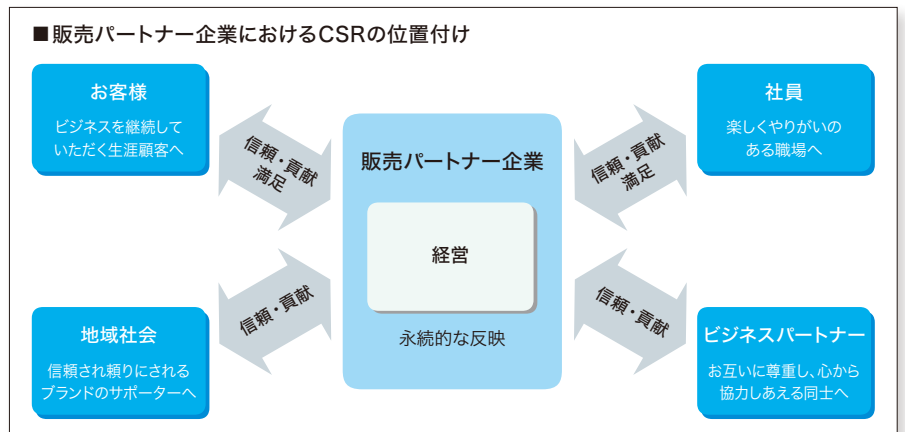 ■販売パートナー企業におけるCSRの位置付け
お客様
ビジネスを継続して
いただく生涯顧客へ
信頼・貢献
満足
販売パートナー企業
経営
永続的な反映
信頼・貢献
満足
社員
楽しくやりがいの
ある職場へ
地域社会
信頼され頼りにされる
ブランドのサポーターへ
信頼・貢献
信頼・貢献
ビジネスパートナー
お互いに尊重し、心から
協力しあえる同士へ